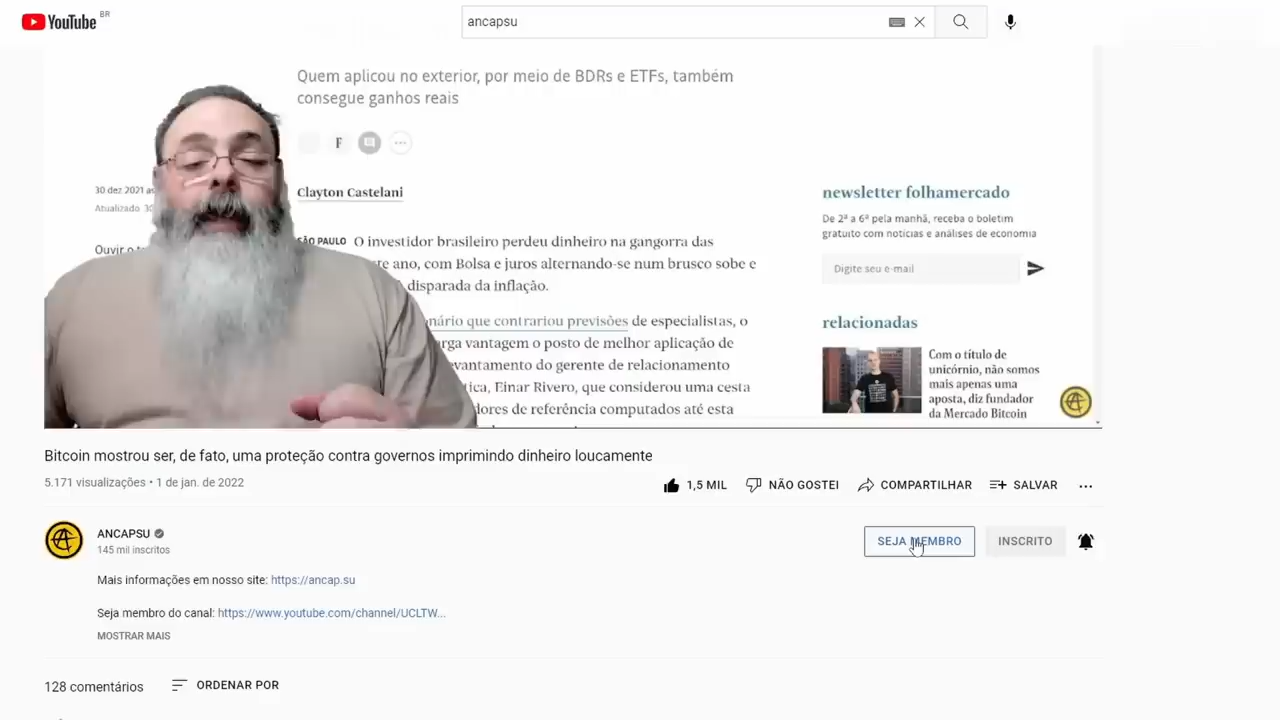 YouTube BR
ancapsu
Quem aplicou no exterior, por meio de BDRs e ETFs, também
consegue ganhos reais
F
30 dez 2021
Atualizado
Clayton Castelani
Ouvir o
SÃO PAULO O investidor brasileiro perdeu dinheiro na gangorra das
te ano, com Bolsa e juros alternando-se num brusco sobe e
disparada da inflação.
nário que contrariou previsões de especialistas, o
rga vantagem o posto de melhor aplicação de
evantamento do gerente de relacionamento
tica, Einar Rivero, que considerou uma cesta
dores de referência computados até esta
newsletter folhamercado
De 2ª a 6ª pela manhã, receba o boletim
gratuito com notícias e análises de economia
Digite seu e-mail
relacionadas
Com o título de
unicórnio, não somos
mais apenas uma
aposta, diz fundador
da Mercado Bitcoin
Bitcoin mostrou ser, de fato, uma proteção contra governos imprimindo dinheiro loucamente
5.171 visualizações • 1 de jan. de 2022
1,5 MIL NÃO GOSTEI COMPARTILHAR SALVAR
ANCAPSU
145 mil inscritos
SEJA MEMBRO INSCRITO
Mais informações em nosso site: https://ancap.su
Seja membro do canal: https://www.youtube.com/channel/UCLTW...
MOSTRAR MAIS
128 comentários ORDENAR POR